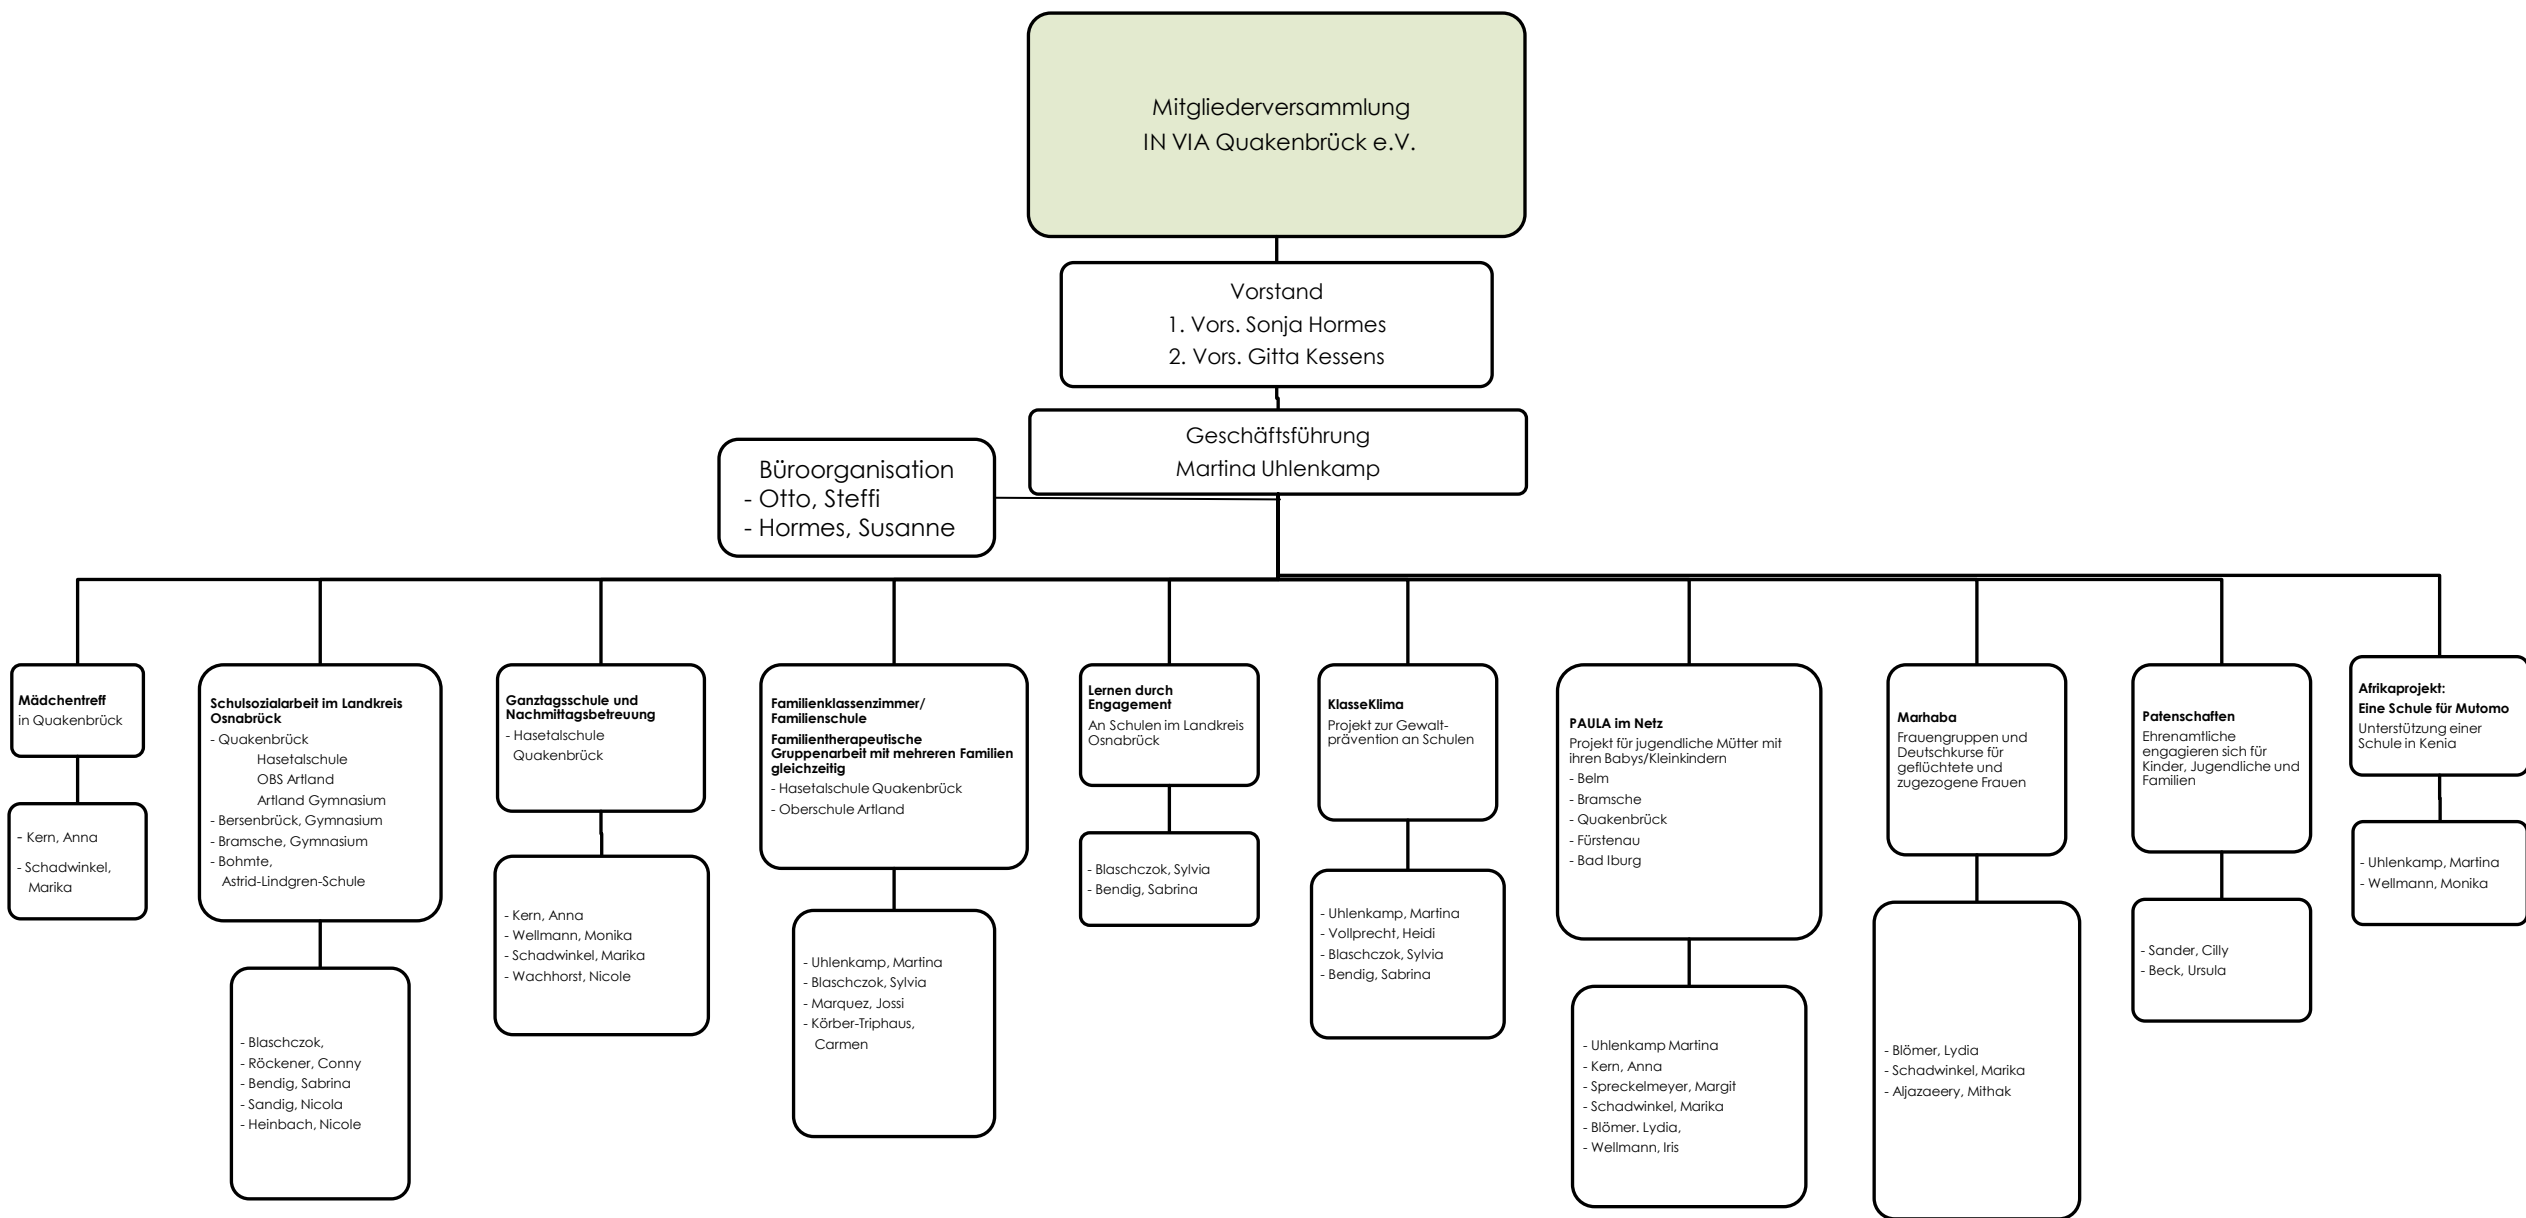 Mitgliederversammlung
IN VIA Quakenbrück e.V.
Vorstand
1. Vors. Sonja Hormes
2. Vors. Gitta Kessens
Geschäftsführung
Martina Uhlenkamp
Büroorganisation
- Otto, Steffi
- Hormes, Susanne
Mädchentreff
in Quakenbrück
- Kern, Anna
- Schadwinkel,
Marika
Schulsozialarbeit im Landkreis
Osnabrück
- Quakenbrück
Hasetalschule
OBS Artland
Artland Gymnasium
- Bersenbrück, Gymnasium
- Bramsche, Gymnasium
- Bohmte,
Astrid-Lindgren-Schule
- Blaschczok,
- Röckener, Conny
- Bendig, Sabrina
- Sandig, Nicola
- Heinbach, Nicole
Ganztagsschule und
Nachmittagsbetreuung
- Hasetalschule
Quakenbrück
- Kern, Anna
- Wellmann, Monika
- Schadwinkel, Marika
- Wachhorst, Nicole
Familienklassenzimmer/
Familienschule
Familientherapeutische
Gruppenarbeit mit mehreren Familien
gleichzeitig
- Hasetalschule Quakenbrück
- Oberschule Artland
- Uhlenkamp, Martina
- Blaschczok, Sylvia
- Marquez, Jossi
- Körber-Triphaus,
Carmen
Lernen durch
Engagement
An Schulen im Landkreis
Osnabrück
- Blaschczok, Sylvia
- Bendig, Sabrina
KlasseKlima
Projekt zur Gewalt-
prävention an Schulen
- Uhlenkamp, Martina
- Vollprecht, Heidi
- Blaschczok, Sylvia
- Bendig, Sabrina
PAULA im Netz
Projekt für jugendliche Mütter mit
ihren Babys/Kleinkindern
- Belm
- Bramsche
- Quakenbrück
- Fürstenau
- Bad Iburg
- Uhlenkamp Martina
- Kern, Anna
- Spreckelmeyer, Margit
- Schadwinkel, Marika
- Blömer. Lydia,
- Wellmann, Iris
Marhaba
Frauengruppen und
Deutschkurse für
geflüchtete und
zugezogene Frauen
- Blömer, Lydia
- Schadwinkel, Marika
- Aljazaeery, Mithak
Patenschaften
Ehrenamtliche
engagieren sich für
Kinder, Jugendliche und
Familien
- Sander, Cilly
- Beck, Ursula
Afrikaprojekt:
Eine Schule für Mutomo
Unterstützung einer
Schule in Kenia
- Uhlenkamp, Martina
- Wellmann, Monika